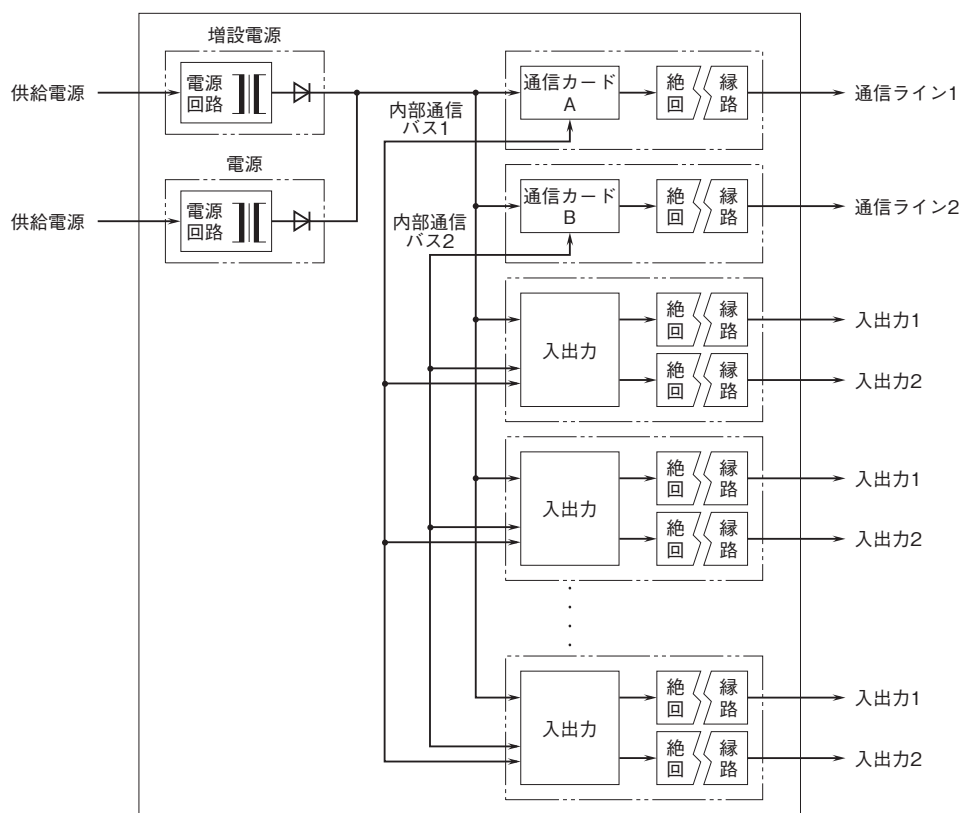 増設電源
供給電源
電源
回路
通信カード
A
絶
回
縁
路
通信ライン1
内部通信
バス1
電源
供給電源
電源
回路
通信カード
B
絶
回
縁
路
通信ライン2
内部通信
バス2
入出力
絶
回
縁
路
入出力1
絶
回
縁
路
入出力2
入出力
絶
回
縁
路
入出力1
絶
回
縁
路
入出力2
入出力
絶
回
縁
路
入出力1
絶
回
縁
路
入出力2